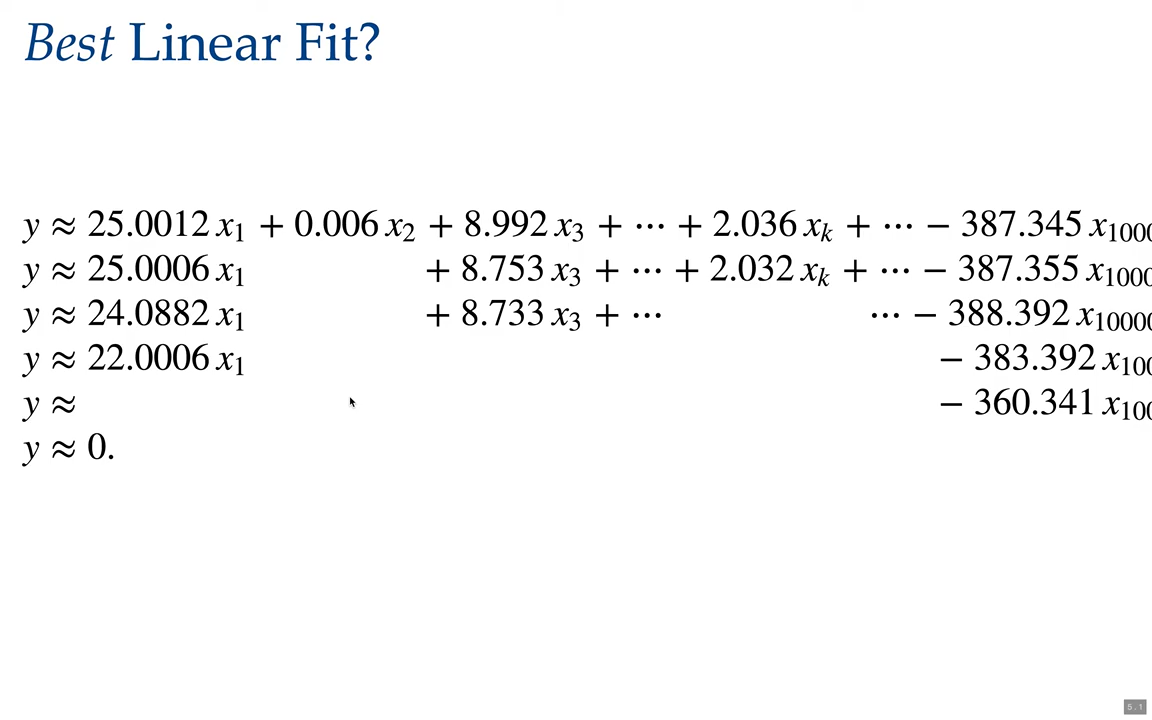 Best Linear Fit?
y ≈ 25.0012 x₁ + 0.006 x₂ + 8.992 x₃ + ⋯ + 2.036 xₖ + ⋯ − 387.345 x₁₀₀₀
y ≈ 25.0006 x₁ + 8.753 x₃ + ⋯ + 2.032 xₖ + ⋯ − 387.355 x₁₀₀₀
y ≈ 24.0882 x₁ + 8.733 x₃ + ⋯ ⋯ − 388.392 x₁₀₀₀₀
y ≈ 22.0006 x₁ − 383.392 x₁₀₀
y ≈ − 360.341 x₁₀₀
y ≈ 0.
5.1